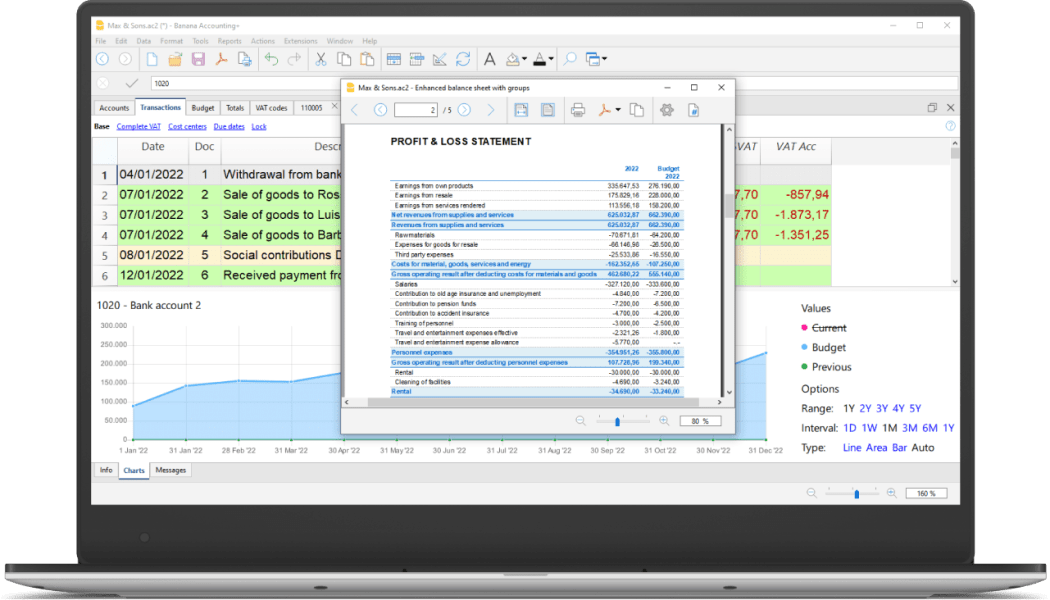 Max & Sons.ac2 (*) - Banana Accounting+
File Edit Data Format Tools Reports Actions Extensions Window Help
1020
Accounts Transactions Budget Totals VAT codes 110005
Base Complete VAT Cost centers Due dates Lock
Date Doc Descr VAT VAT Acc
1 04/01/2022 1 Withdrawal from bank
2 07/01/2022 2 Sale of goods to Ros 7,70 -857,94
3 07/01/2022 3 Sale of goods to Luis 7,70 -1.873,17
4 07/01/2022 4 Sale of goods to Barb 7,70 -1.351,25
5 08/01/2022 5 Social contributions D
6 12/01/2022 6 Received payment fro
Max & Sons.ac2 - Enhanced balance sheet with groups
2 / 5
PROFIT & LOSS STATEMENT
2022 Budget
2022
Earnings from own products 335.647,53 276.190,00
Earnings from resale 175.829,16 228.000,00
Earnings from services rendered 113.556,18 158.200,00
Net revenues from supplies and services 625.032,87 662.390,00
Revenues from supplies and services 625.032,87 662.390,00
Raw materials -70.671,81 -64.200,00
Expenses for goods for resale -66.146,98 -26.500,00
Third party expenses -25.533,86 -16.550,00
Costs for material, goods, services and energy -162.352,65 -107.250,00
Gross operating result after deducting costs for materials and goods 462.680,22 555.140,00
Salaries -327.120,00 -333.600,00
Contribution to old age insurance and unemployment -4.840,00 -7.200,00
Contribution to pension funds -7.200,00 -6.500,00
Contribution to accident insurance -4.700,00 -4.200,00
Training of personnel -3.000,00 -2.500,00
Travel and entertainment expenses effective -2.321,26 -1.800,00
Travel and entertainment expense allowance -5.770,00 -.-
Personnel expenses -354.951,26 -355.800,00
Gross operating result after deducting personnel expenses 107.728,96 199.340,00
Rental -30.000,00 -30.000,00
Cleaning of facilities -4.690,00 -3.240,00
Rental -34.690,00 -33.240,00
80 %
1020 - Bank account 2
300.000
250.000
200.000
150.000
100.000
50.000
0
1 Jan '22 31 Jan '22 28 Feb '22 31 Mar '22 30 Apr '22 31 May '22 30 Jun '22 31 Jul '22 31 Aug '22 30 Sep '22 31 Oct '22 30 Nov '22 31 Dec '22
Values
Current
Budget
Previous
Options
Range: 1Y 2Y 3Y 4Y 5Y
Interval: 1D 1W 1M 3M 6M 1Y
Type: Line Area Bar Auto
Info Charts Messages
160 %